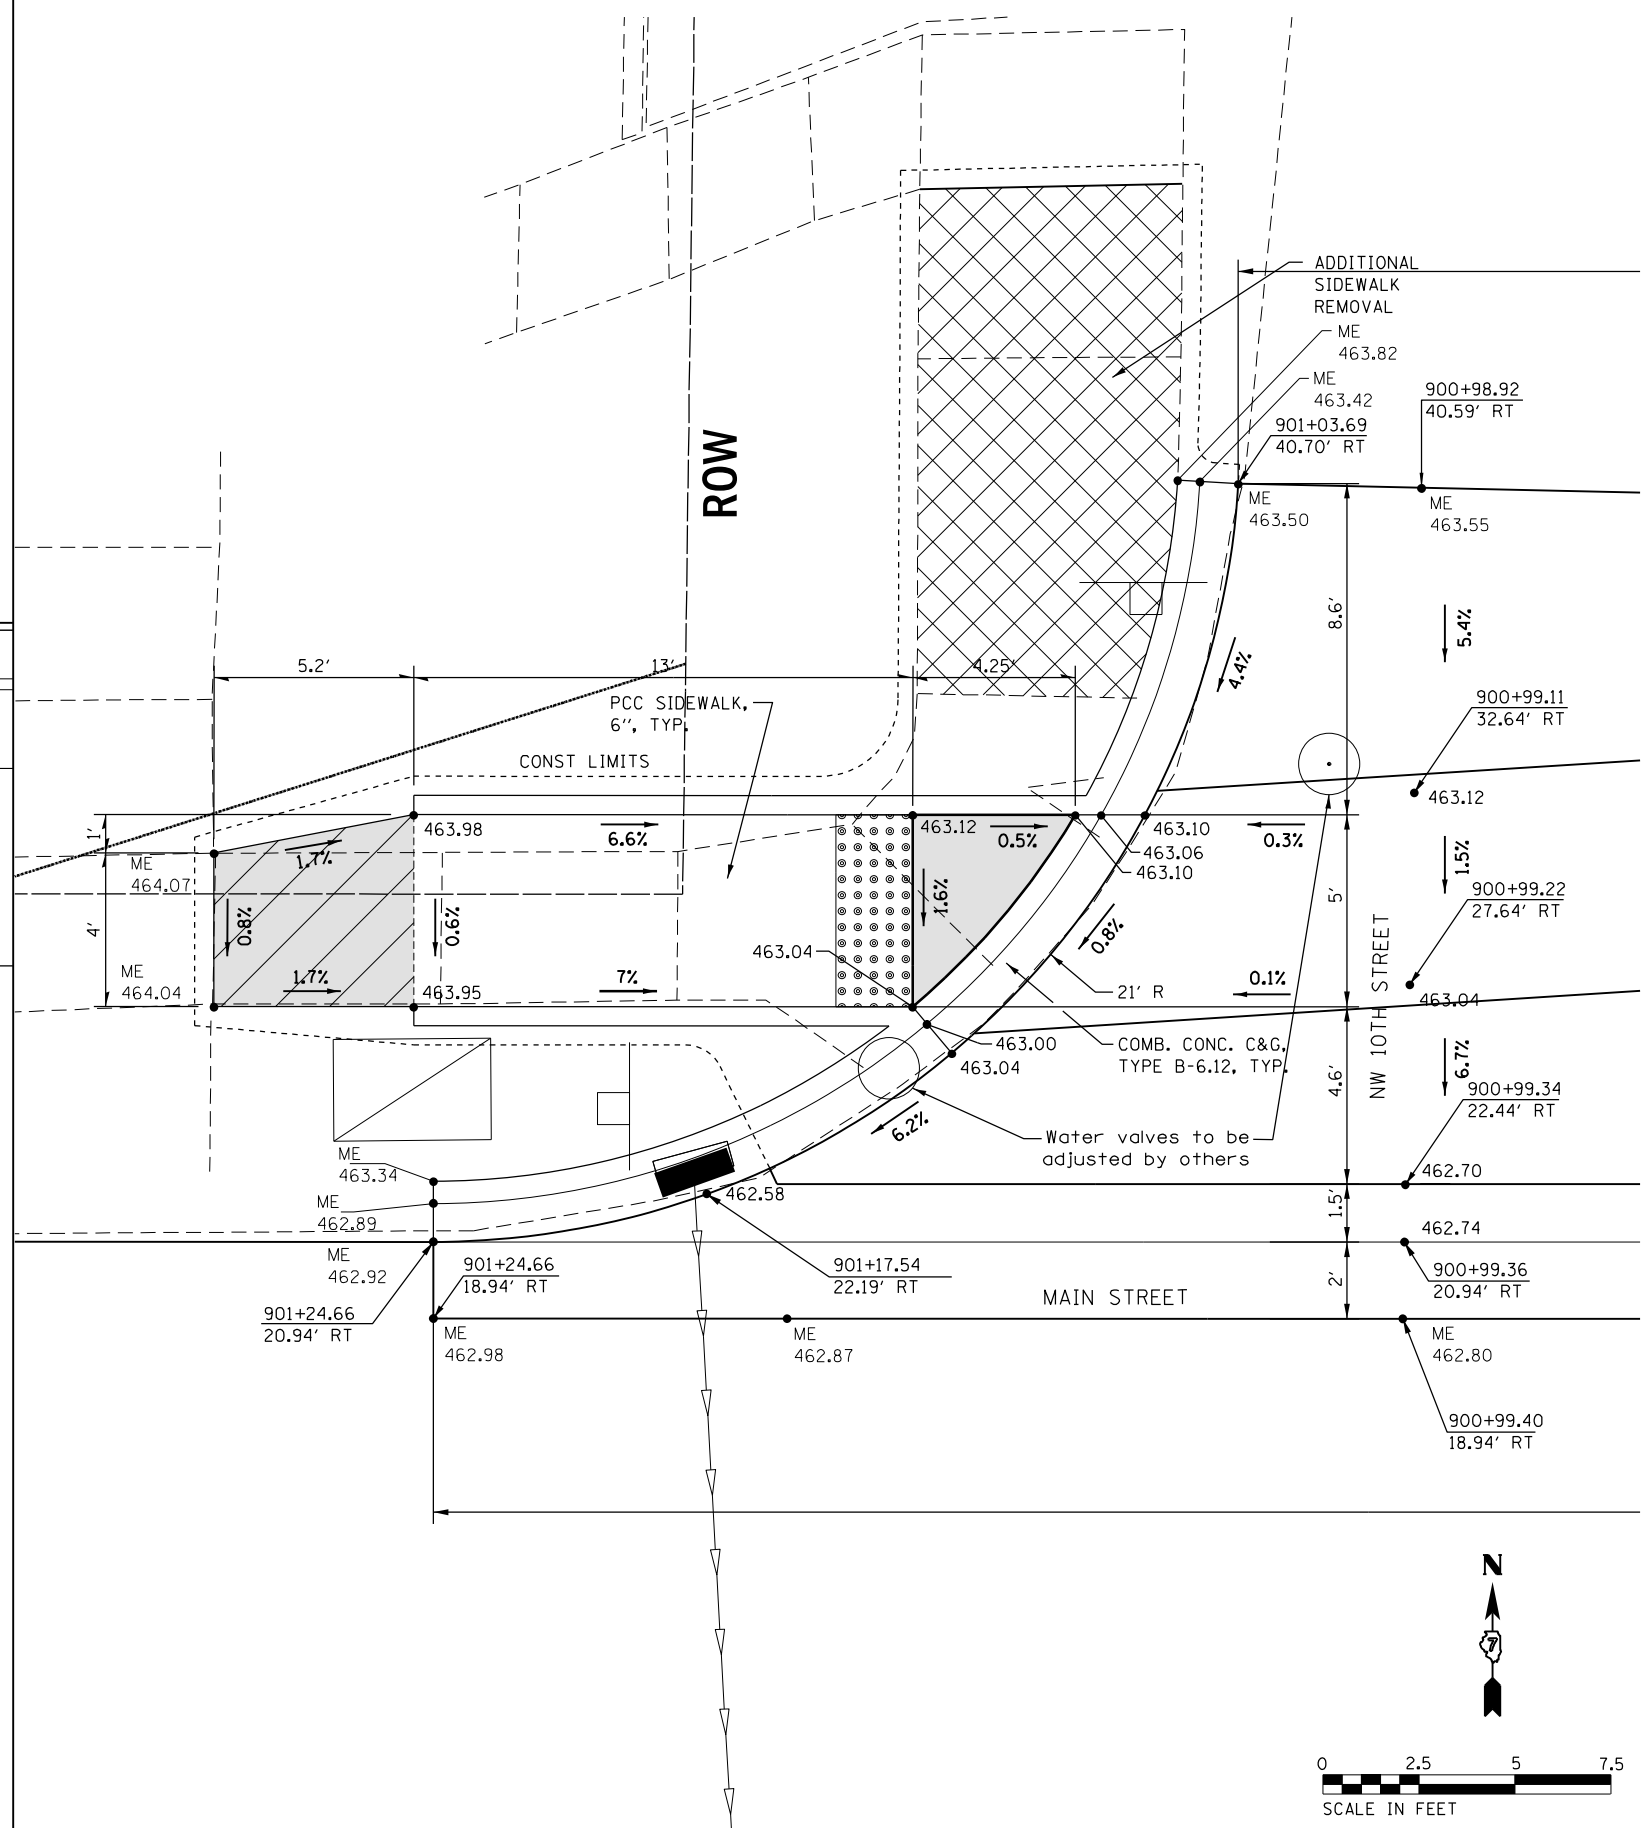 ADDITIONAL
SIDEWALK
REMOVAL
ME
463.82
ME
463.42
900+98.92
40.59' RT
901+03.69
40.70' RT
ROW
ME
463.50
ME
463.55
8.6'
5.4%
4.4%
5.2'
13'
4.25'
PCC SIDEWALK,
6", TYP.
900+99.11
32.64' RT
CONST LIMITS
463.12
1'
463.98
6.6%
463.12
0.5%
463.10
0.3%
463.06
463.10
1.7%
ME
464.07
1.5%
900+99.22
27.64' RT
4'
0.8%
0.6%
1.6%
5'
0.8%
463.04
NW 10TH STREET
ME
464.04
1.7%
463.95
7%
21' R
0.1%
463.04
463.00
463.04
COMB. CONC. C&G,
TYPE B-6.12, TYP.
4.6'
6.7%
900+99.34
22.44' RT
6.2%
Water valves to be
adjusted by others
ME
463.34
462.58
462.70
ME
462.89
1.5'
462.74
ME
462.92
901+24.66
18.94' RT
901+17.54
22.19' RT
900+99.36
20.94' RT
2'
MAIN STREET
901+24.66
20.94' RT
ME
462.98
ME
462.87
ME
462.80
900+99.40
18.94' RT
N
7
0 2.5 5 7.5
SCALE IN FEET